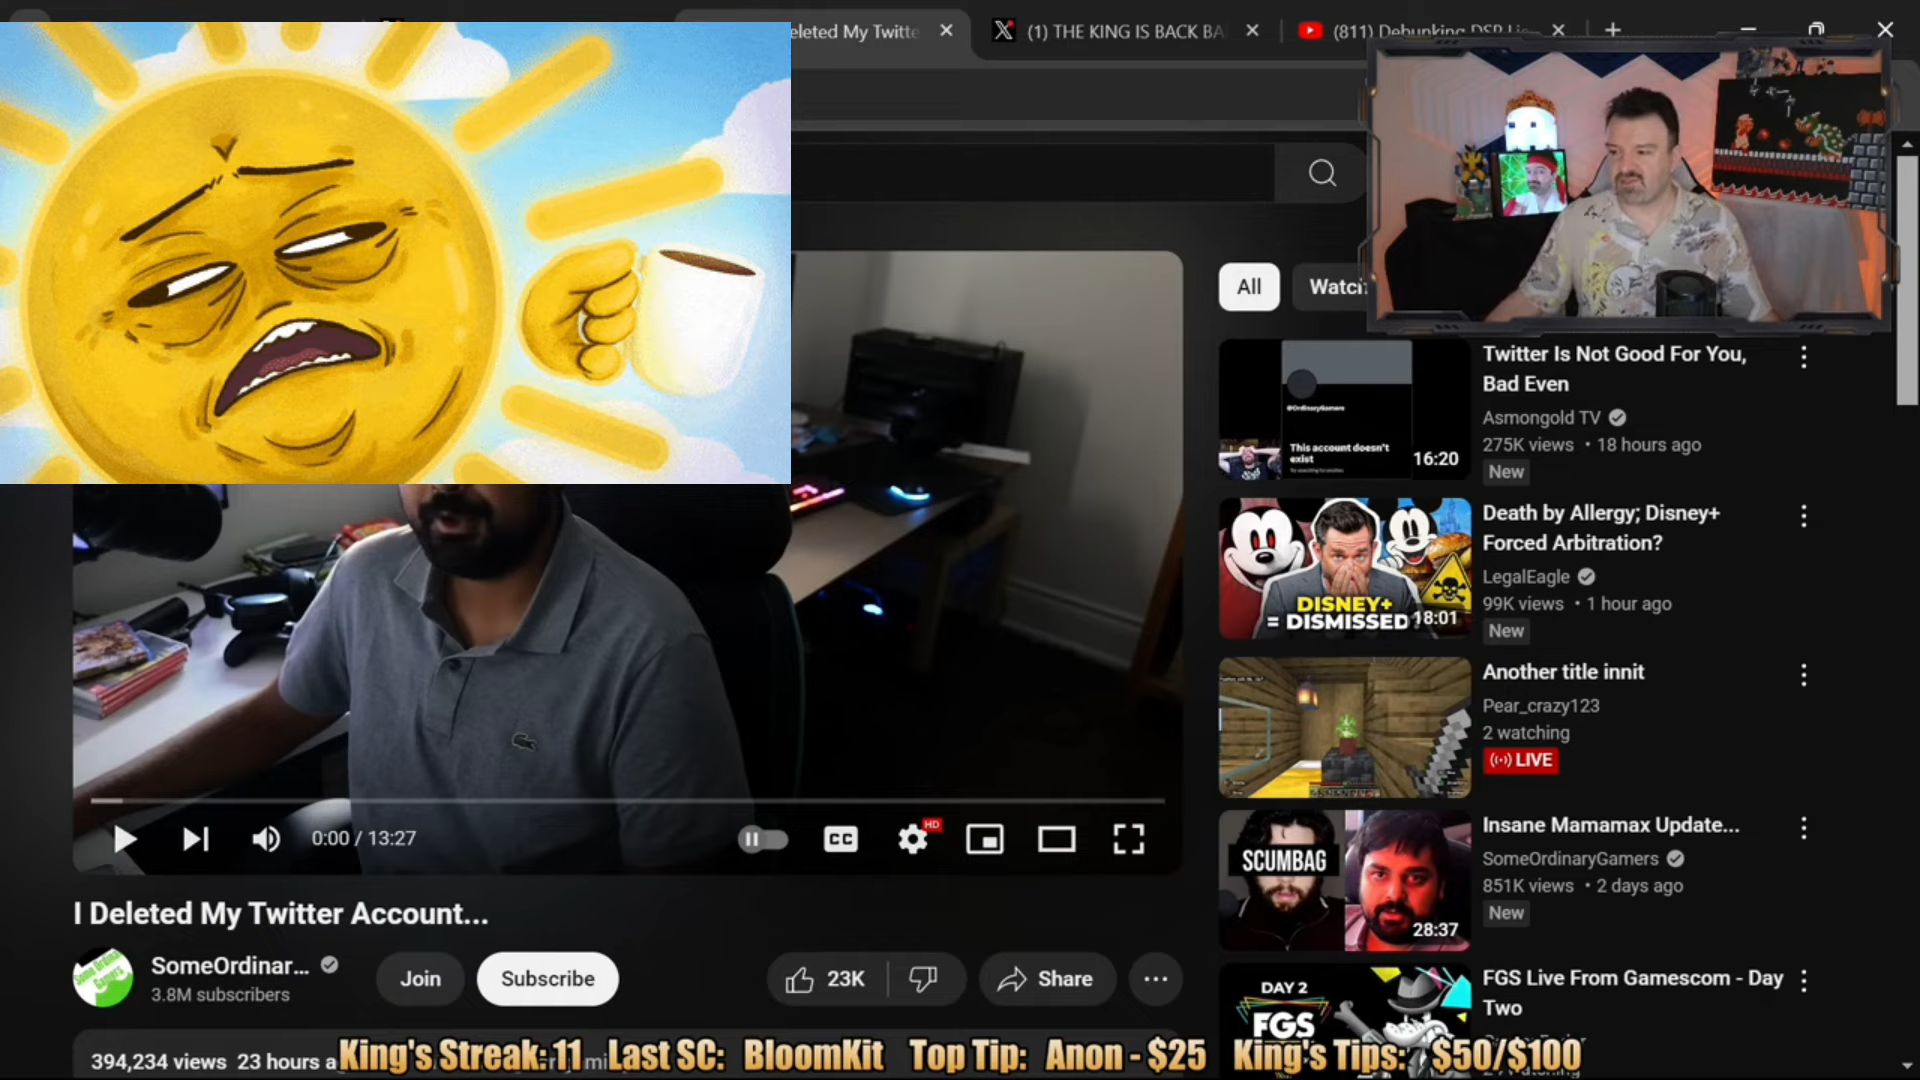 eleted My Twitte
(1) THE KING IS BACK BA
(811) Debunking DSP Lie
All
Watch
Twitter Is Not Good For You,
Bad Even
Asmongold TV
275K views • 18 hours ago
New
@OrdinaryGamers
This account doesn't
exist
16:20
Death by Allergy; Disney+
Forced Arbitration?
LegalEagle
99K views • 1 hour ago
New
DISNEY+
= DISMISSED
18:01
Another title innit
Pear_crazy123
2 watching
LIVE
Insane Mamamax Update...
SomeOrdinaryGamers
851K views • 2 days ago
New
SCUMBAG
28:37
FGS Live From Gamescom - Day
Two
DAY 2
FGS
0:00 / 13:27
CC
HD
I Deleted My Twitter Account...
SomeOrdinar...
3.8M subscribers
Join
Subscribe
23K
Share
394,234 views 23 hours a
King's Streak: 11 Last SC: BloomKit Top Tip: Anon - $25 King's Tips: $50/$100